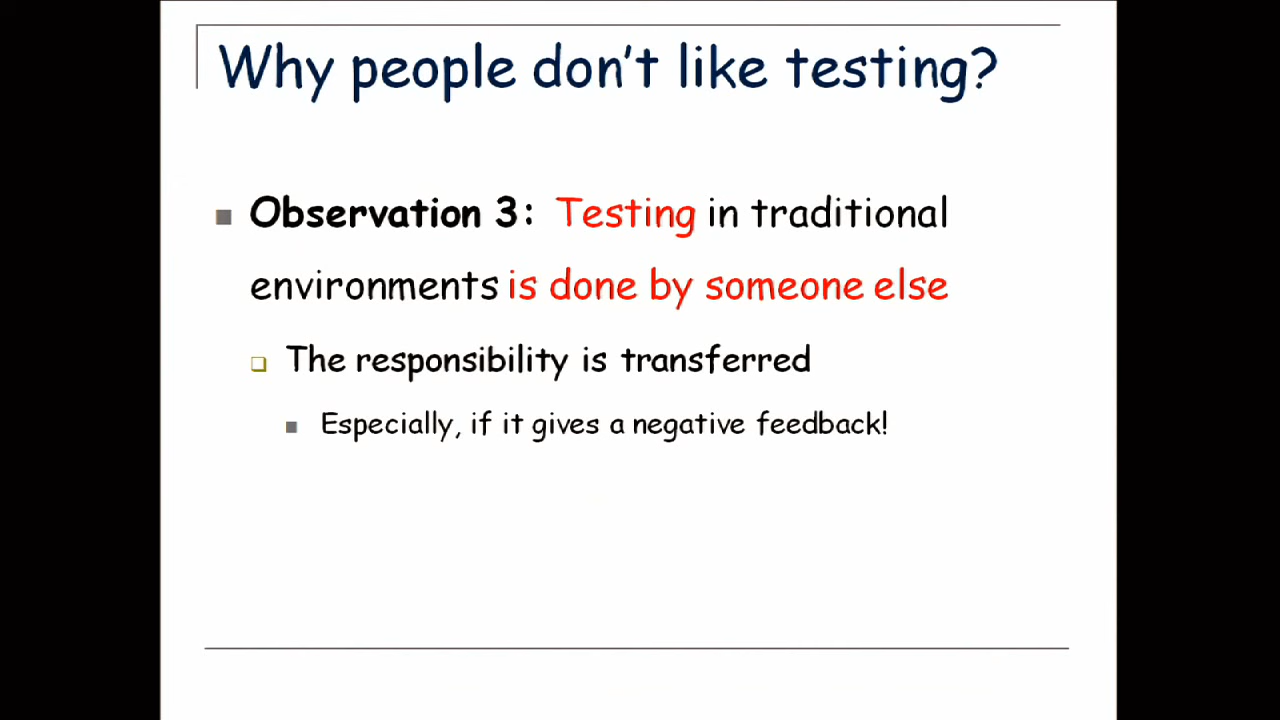 Why people don't like testing?
Observation 3: Testing in traditional
environments is done by someone else
The responsibility is transferred
Especially, if it gives a negative feedback!